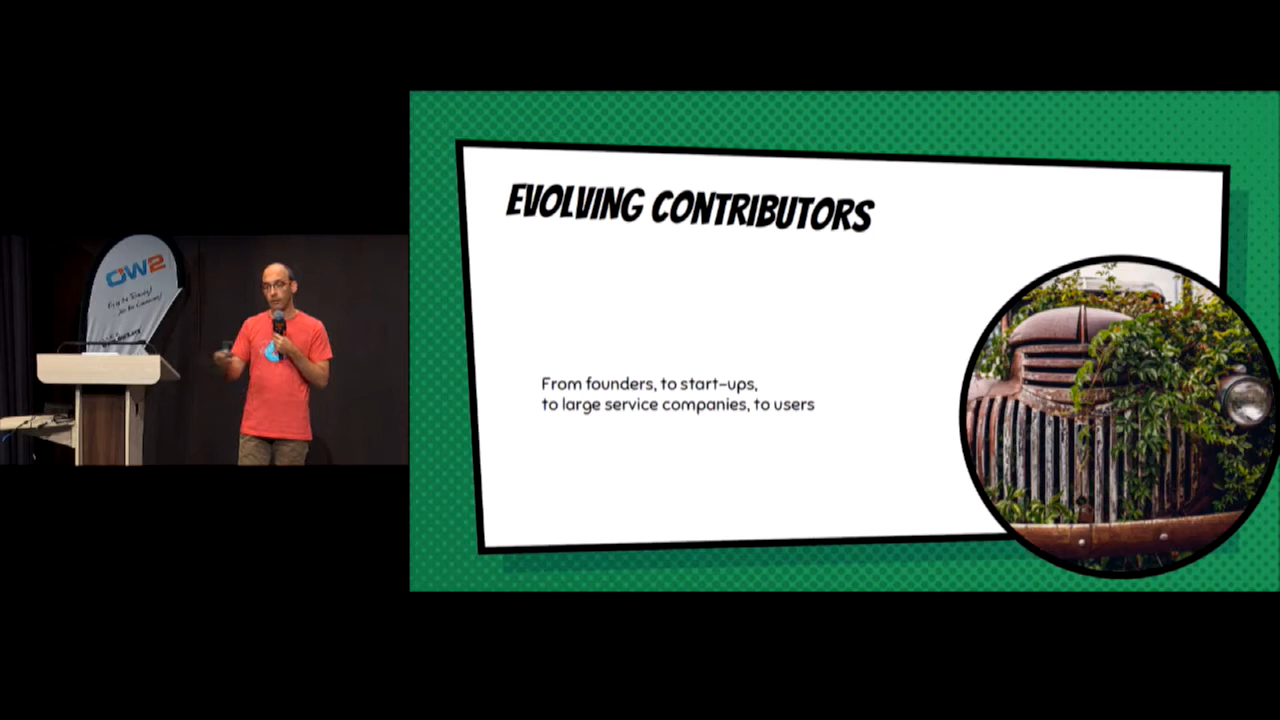 OW2
EVOLVING CONTRIBUTORS
From founders, to start-ups,
to large service companies, to users